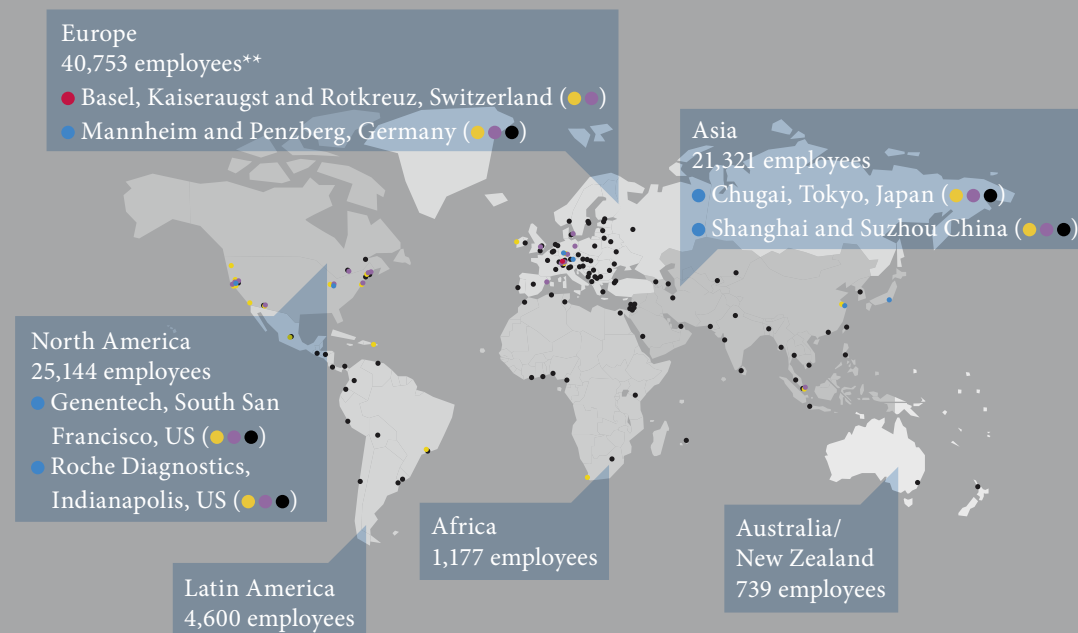 Europe
40,753 employees**
Basel, Kaiseraugst and Rotkreuz, Switzerland ( )
Mannheim and Penzberg, Germany ( )
Asia
21,321 employees
Chugai, Tokyo, Japan ( )
Shanghai and Suzhou China ( )
North America
25,144 employees
Genentech, South San
Francisco, US ( )
Roche Diagnostics,
Indianapolis, US ( )
Africa
1,177 employees
Australia/
New Zealand
739 employees
Latin America
4,600 employees